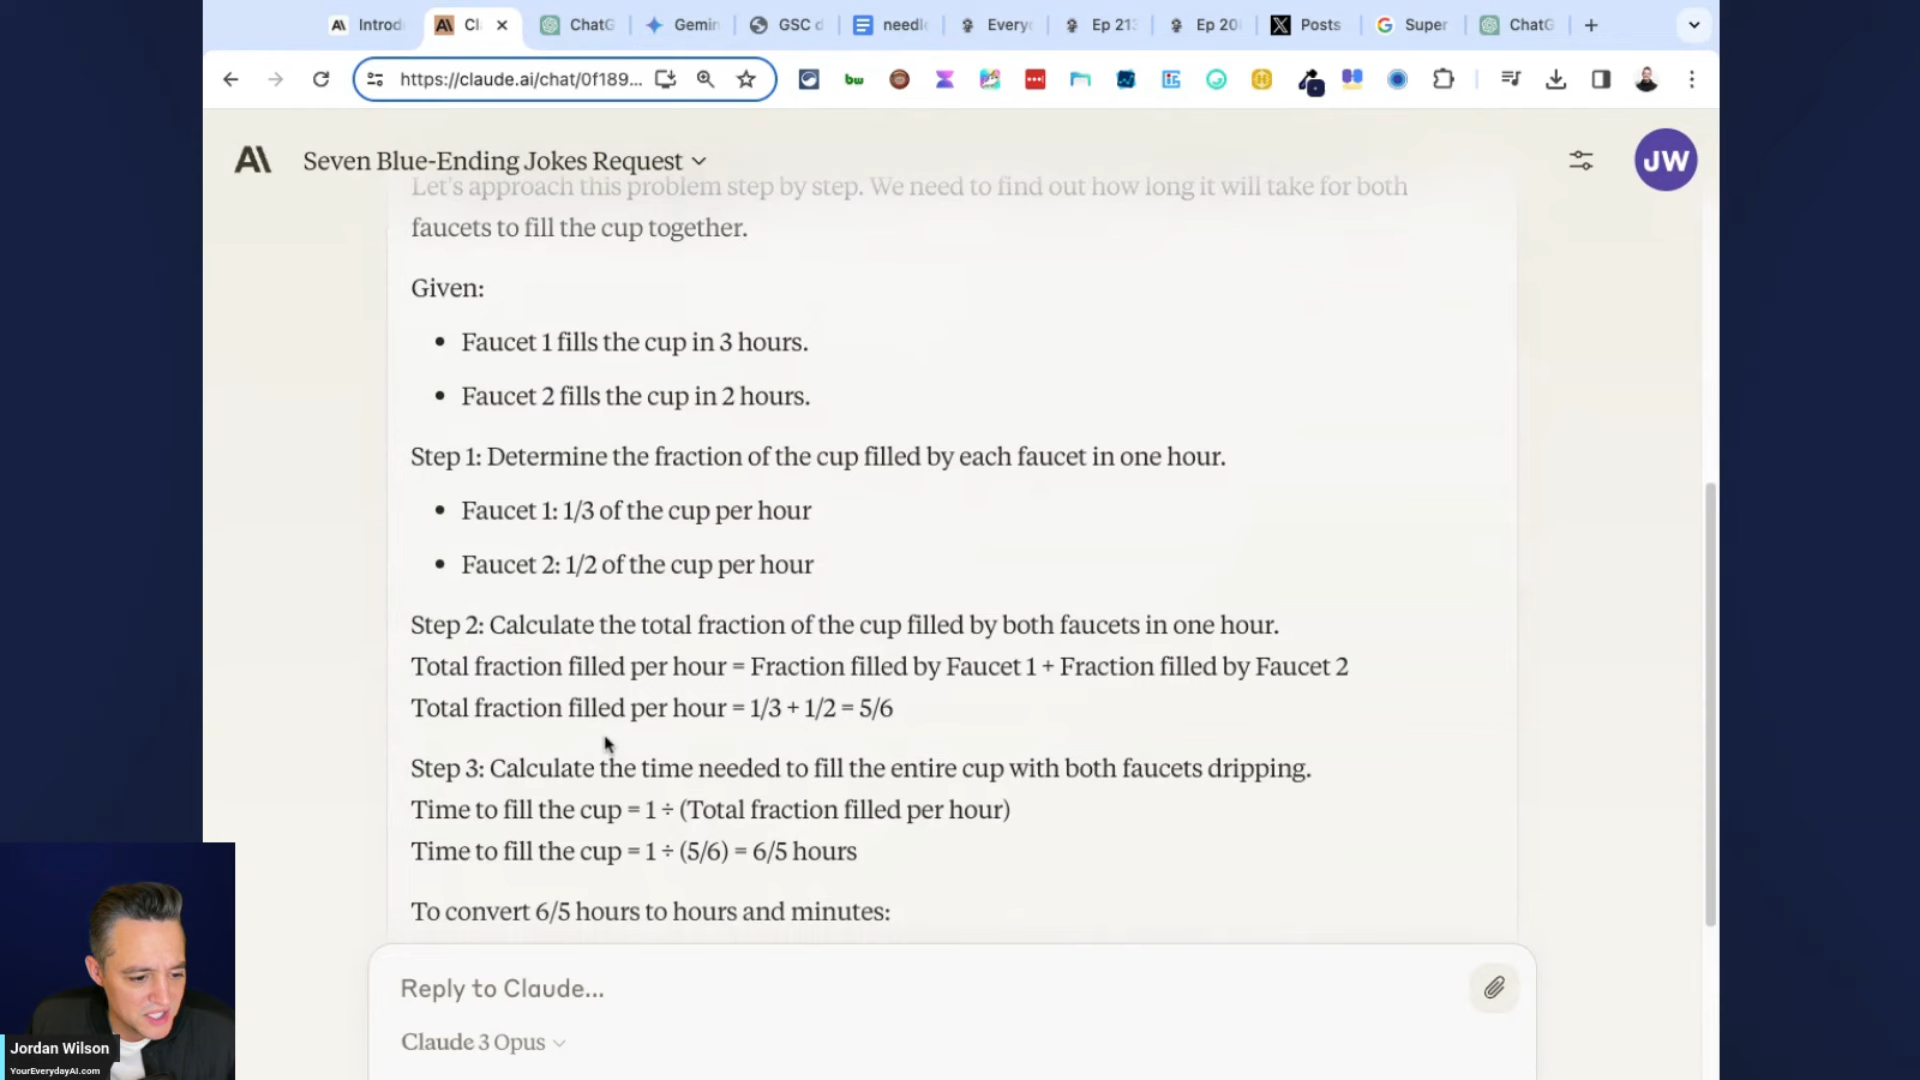 Introd
Cl
ChatG
Gemin
GSC d
needle
Every
Ep 213
Ep 20
Posts
Super
ChatG
https://claude.ai/chat/0f189...
bw
A\
Seven Blue-Ending Jokes Request
JW
Let's approach this problem step by step. We need to find out how long it will take for both
faucets to fill the cup together.
Given:
• Faucet 1 fills the cup in 3 hours.
• Faucet 2 fills the cup in 2 hours.
Step 1: Determine the fraction of the cup filled by each faucet in one hour.
• Faucet 1: 1/3 of the cup per hour
• Faucet 2: 1/2 of the cup per hour
Step 2: Calculate the total fraction of the cup filled by both faucets in one hour.
Total fraction filled per hour = Fraction filled by Faucet 1 + Fraction filled by Faucet 2
Total fraction filled per hour = 1/3 + 1/2 = 5/6
Step 3: Calculate the time needed to fill the entire cup with both faucets dripping.
Time to fill the cup = 1 ÷ (Total fraction filled per hour)
Time to fill the cup = 1 ÷ (5/6) = 6/5 hours
To convert 6/5 hours to hours and minutes:
Reply to Claude...
Claude 3 Opus
Jordan Wilson
YourEverydayAI.com